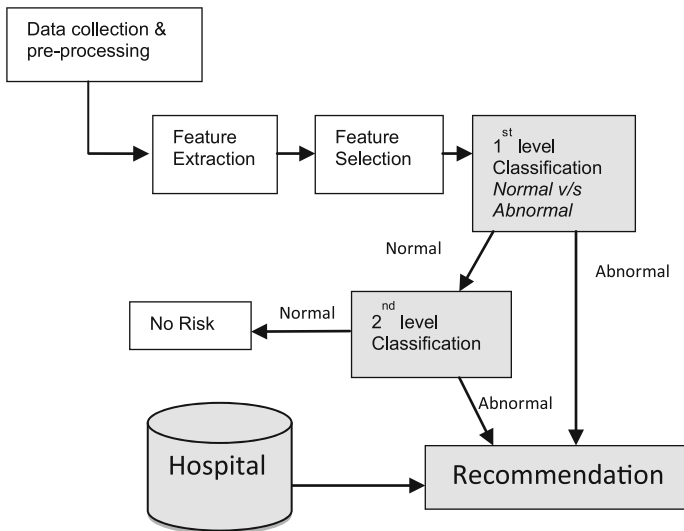 Data collection &
pre-processing
Feature
Extraction
Feature
Selection
1st level
Classification
Normal v/s
Abnormal
Normal
Abnormal
2nd level
Classification
Normal
No Risk
Abnormal
Hospital
Recommendation